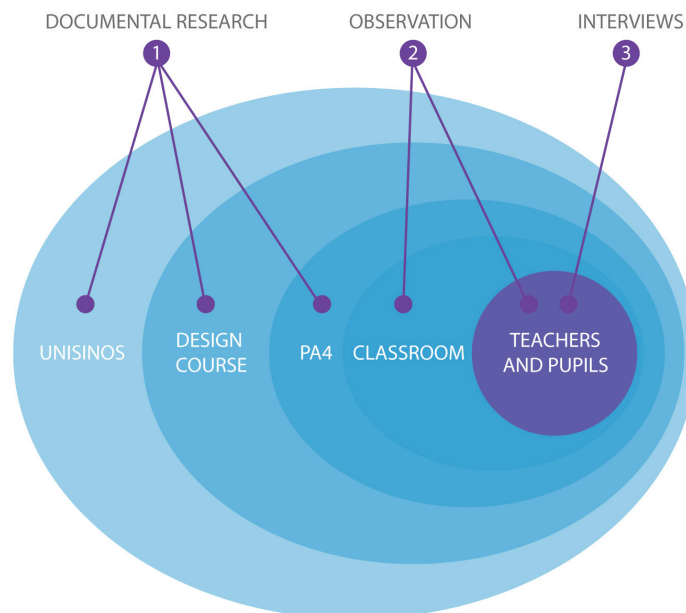 DOCUMENTAL RESEARCH
OBSERVATION
INTERVIEWS
1
2
3
UNISINOS
DESIGN
COURSE
PA4
CLASSROOM
TEACHERS
AND PUPILS